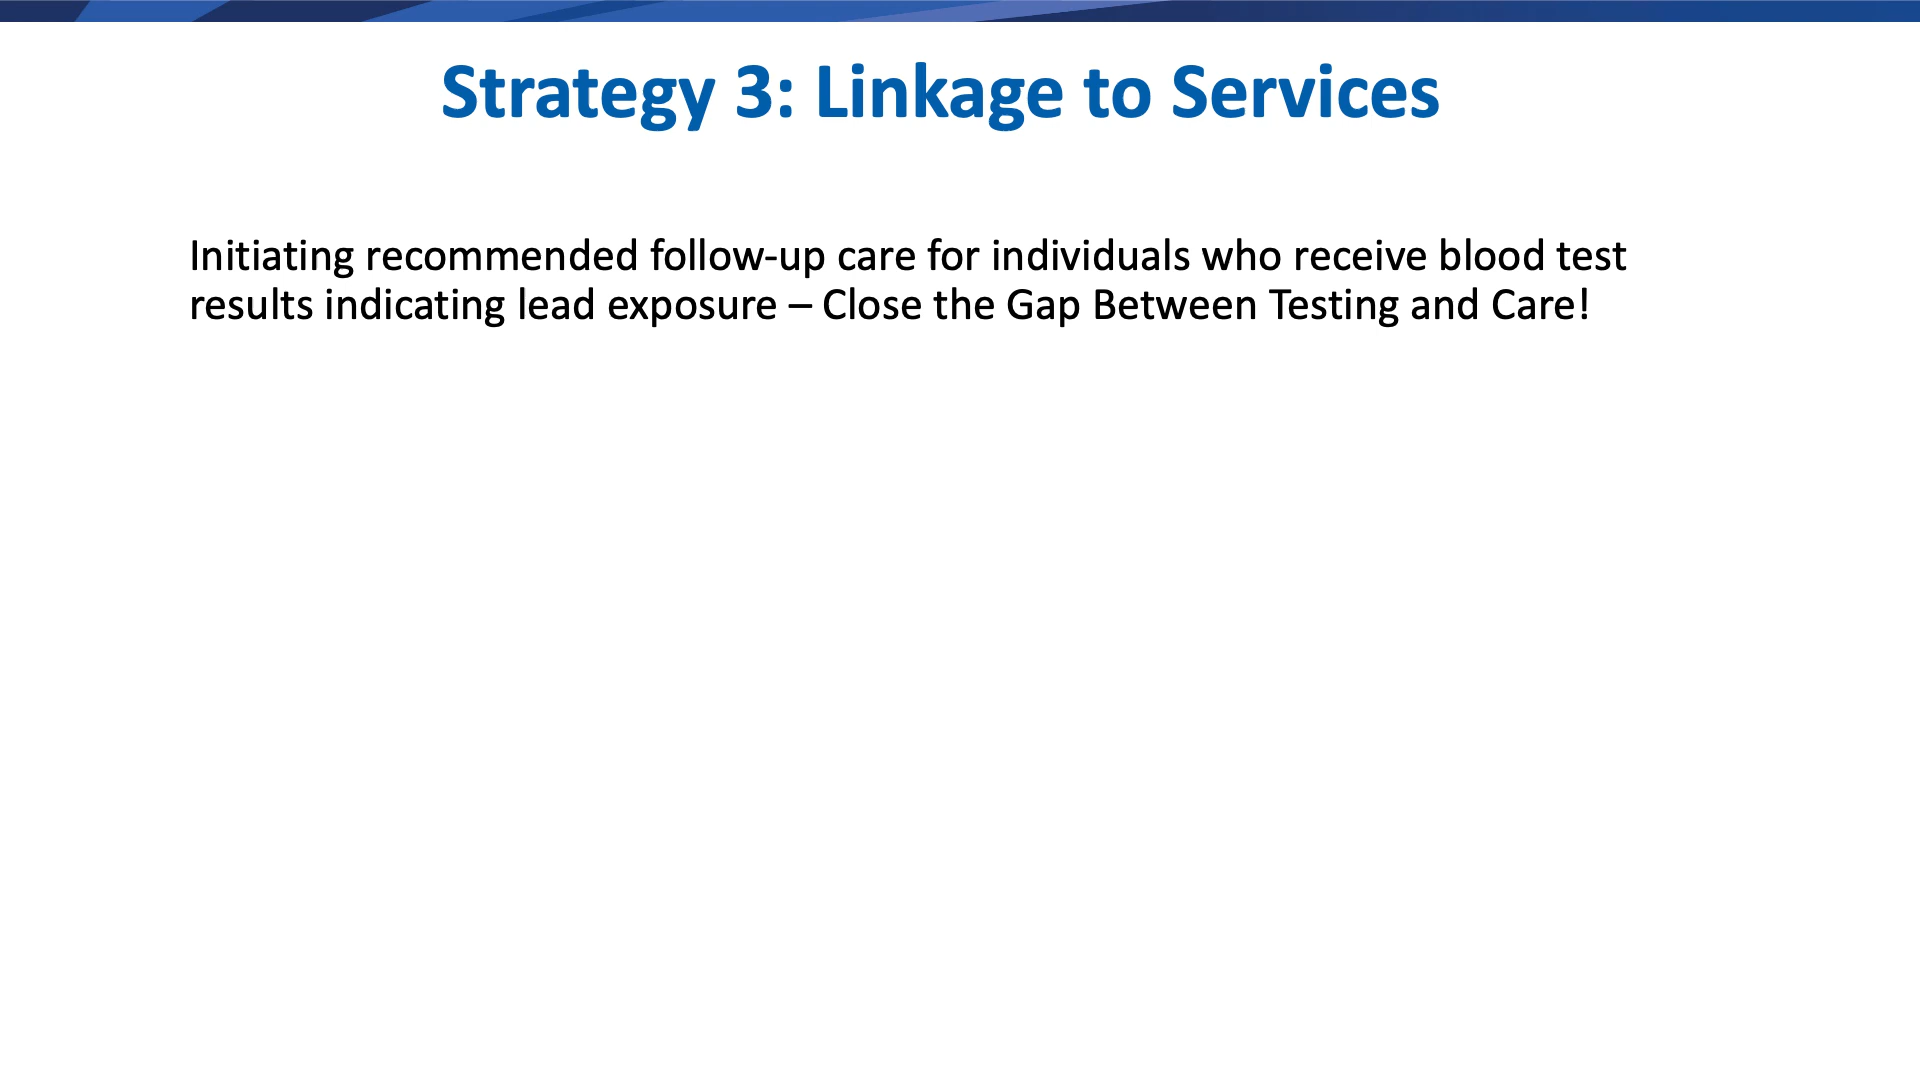 Strategy 3: Linkage to Services
Initiating recommended follow-up care for individuals who receive blood test
results indicating lead exposure – Close the Gap Between Testing and Care!